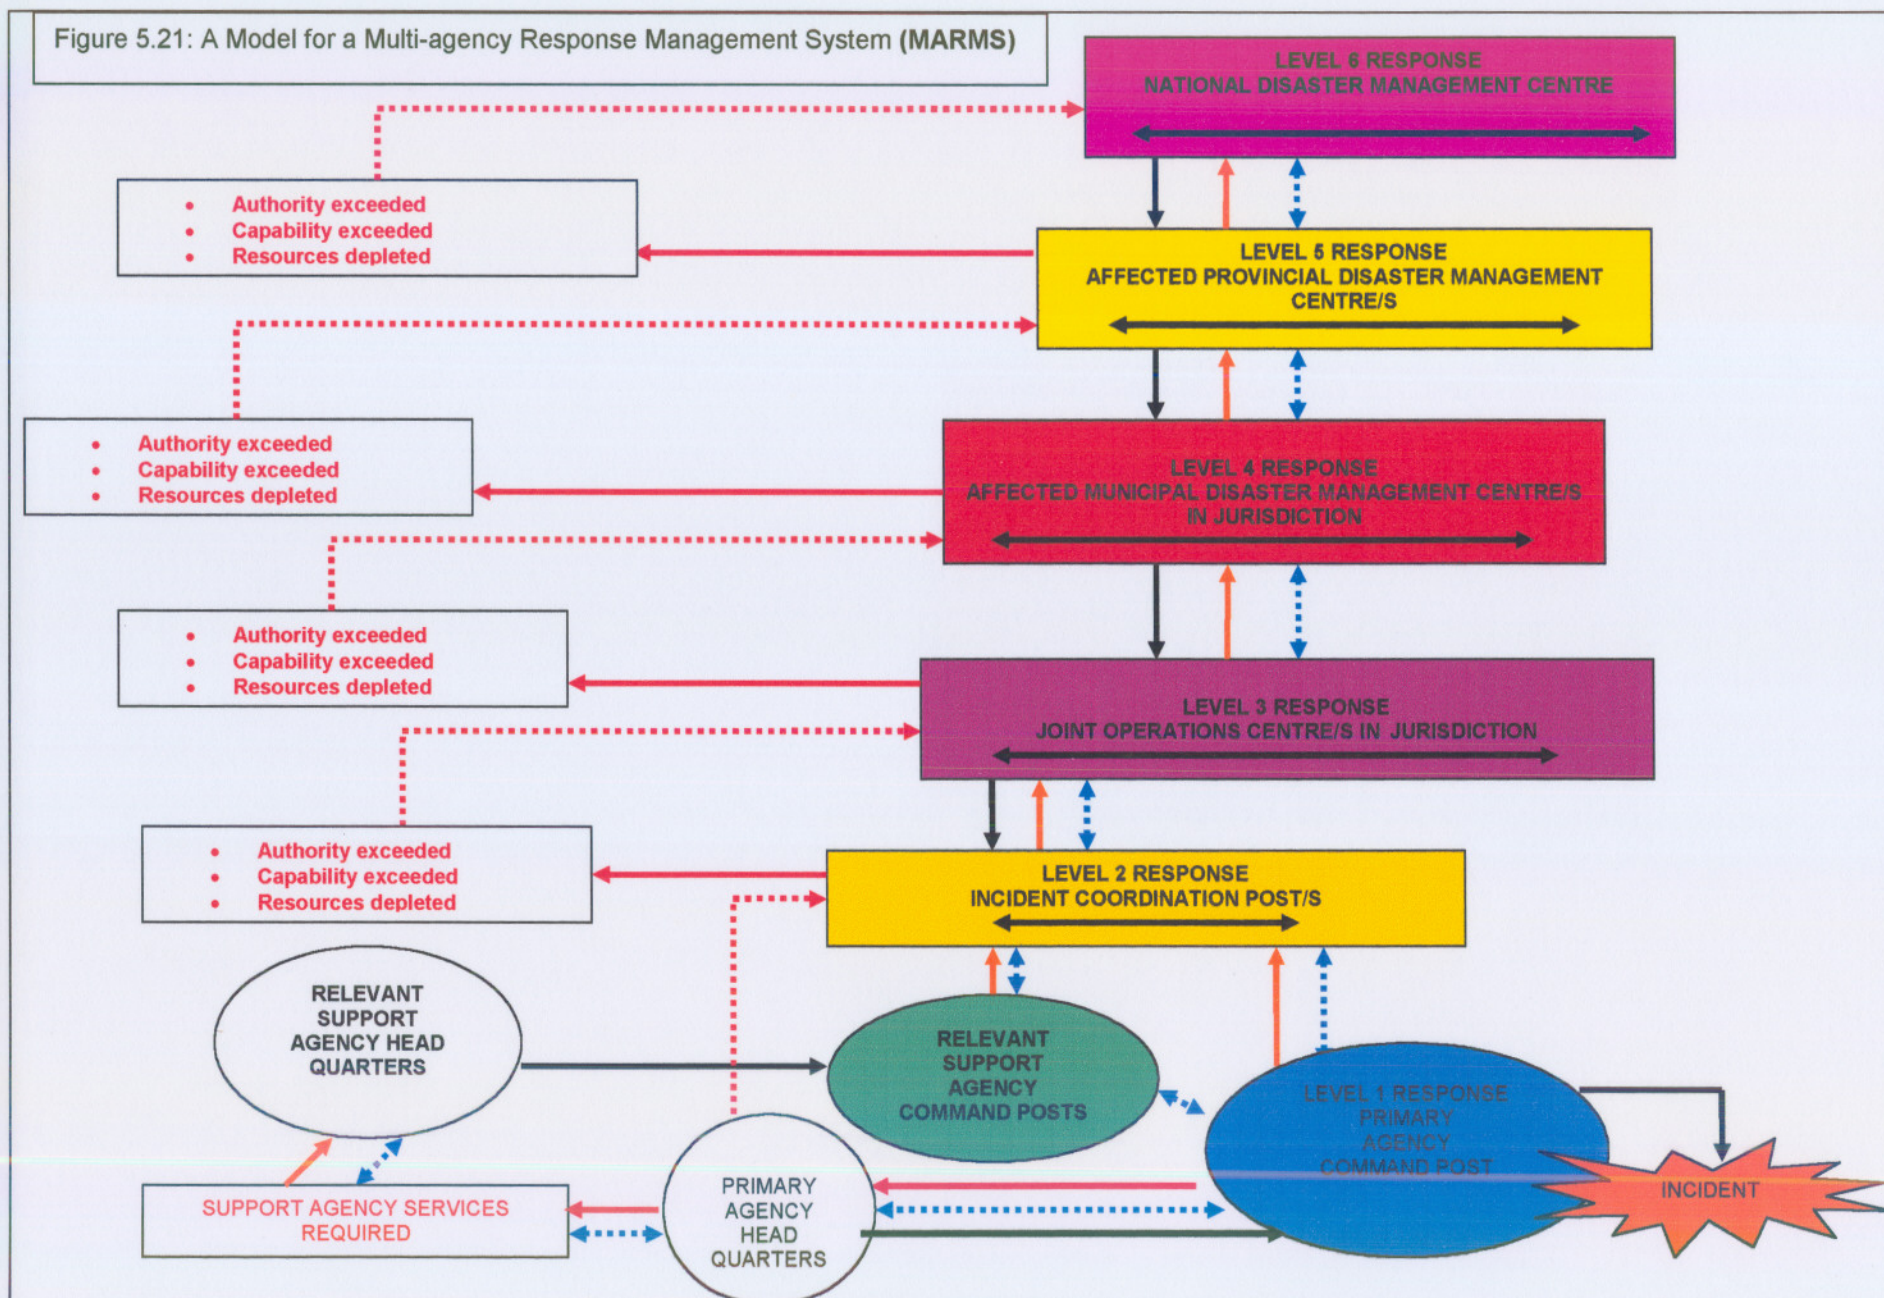 Figure 5.21: A Model for a Multi-agency Response Management System (MARMS)
LEVEL 6 RESPONSE
NATIONAL DISASTER MANAGEMENT CENTRE
• Authority exceeded
• Capability exceeded
• Resources depleted
LEVEL 5 RESPONSE
AFFECTED PROVINCIAL DISASTER MANAGEMENT
CENTRE/S
• Authority exceeded
• Capability exceeded
• Resources depleted
LEVEL 4 RESPONSE
AFFECTED MUNICIPAL DISASTER MANAGEMENT CENTRE/S
IN JURISDICTION
• Authority exceeded
• Capability exceeded
• Resources depleted
LEVEL 3 RESPONSE
JOINT OPERATIONS CENTRE/S IN JURISDICTION
• Authority exceeded
• Capability exceeded
• Resources depleted
LEVEL 2 RESPONSE
INCIDENT COORDINATION POST/S
RELEVANT
SUPPORT
AGENCY HEAD
QUARTERS
RELEVANT
SUPPORT
AGENCY
COMMAND POSTS
LEVEL 1 RESPONSE
PRIMARY
AGENCY
COMMAND POST
INCIDENT
SUPPORT AGENCY SERVICES
REQUIRED
PRIMARY
AGENCY
HEAD
QUARTERS